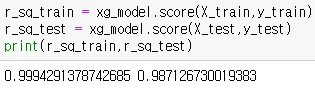 r_sq_train = xg_model.score(X_train,y_train)
r_sq_test = xg_model.score(X_test,y_test)
print(r_sq_train,r_sq_test)
0.9994291378742685 0.987126730019383